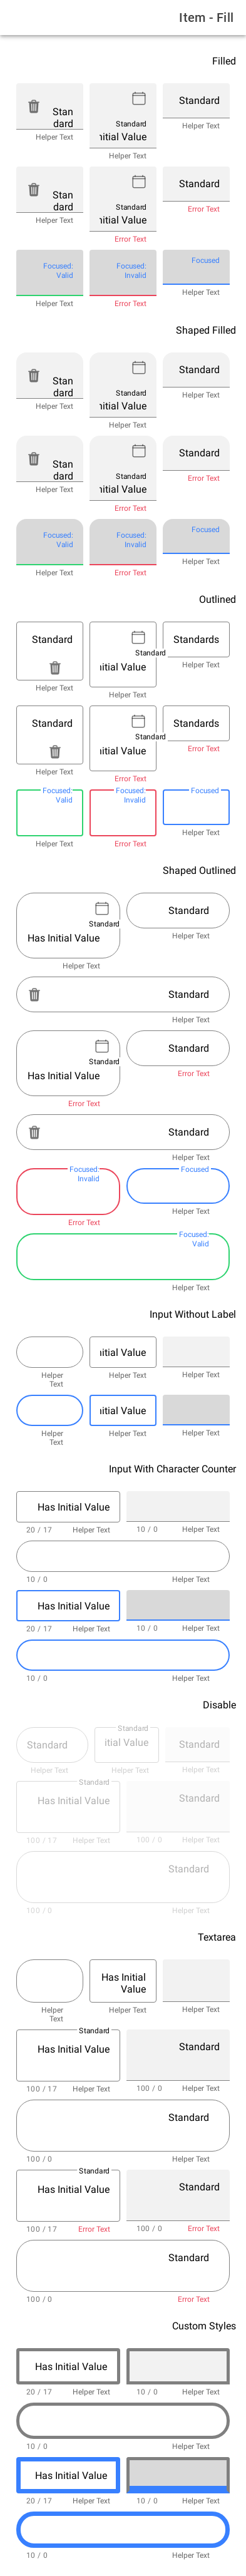 Item - Fill
Filled
Standard
Standard
Stan
dard
nitial Value
Standard
Helper Text
Helper Text
Helper Text
Standard
Standard
Stan
dard
nitial Value
Helper Text
Error Text
Error Text
Focused:
Valid
Focused:
Invalid
Focused
Helper Text
Error Text
Helper Text
Shaped Filled
Stan
dard
Standard
nitial Value
Standard
Helper Text
Helper Text
Helper Text
Stan
dard
Standard
nitial Value
Standard
Helper Text
Error Text
Error Text
Focused:
Valid
Focused:
Invalid
Focused
Helper Text
Error Text
Helper Text
Outlined
Standard
Standard
nitial Value
Standards
Helper Text
Helper Text
Helper Text
Standard
Standard
nitial Value
Standards
Helper Text
Error Text
Error Text
Focused:
Valid
Focused:
Invalid
Focused
Helper Text
Error Text
Helper Text
Shaped Outlined
Standard
Has Initial Value
Standard
Helper Text
Helper Text
Standard
Helper Text
Standard
Has Initial Value
Standard
Error Text
Error Text
Standard
Helper Text
Focused:
Invalid
Focused
Error Text
Helper Text
Focused:
Valid
Helper Text
Input Without Label
nitial Value
Helper
Text
Helper Text
Helper Text
nitial Value
Helper
Text
Helper Text
Helper Text
Input With Character Counter
Has Initial Value
20 / 17 Helper Text
10 / 0 Helper Text
10 / 0 Helper Text
Has Initial Value
20 / 17 Helper Text
10 / 0 Helper Text
10 / 0 Helper Text
Disable
Standard
Standard
itial Value
Standard
Helper Text
Helper Text
Helper Text
Standard
Has Initial Value
Standard
100 / 17 Helper Text
100 / 0 Helper Text
Standard
100 / 0 Helper Text
Textarea
Has Initial
Value
Helper
Text
Helper Text
Helper Text
Standard
Has Initial Value
Standard
100 / 17 Helper Text
100 / 0 Helper Text
Standard
100 / 0 Helper Text
Standard
Has Initial Value
Standard
100 / 17 Error Text
100 / 0 Error Text
Standard
100 / 0 Error Text
Custom Styles
Has Initial Value
20 / 17 Helper Text
10 / 0 Helper Text
10 / 0 Helper Text
Has Initial Value
20 / 17 Helper Text
10 / 0 Helper Text
10 / 0 Helper Text